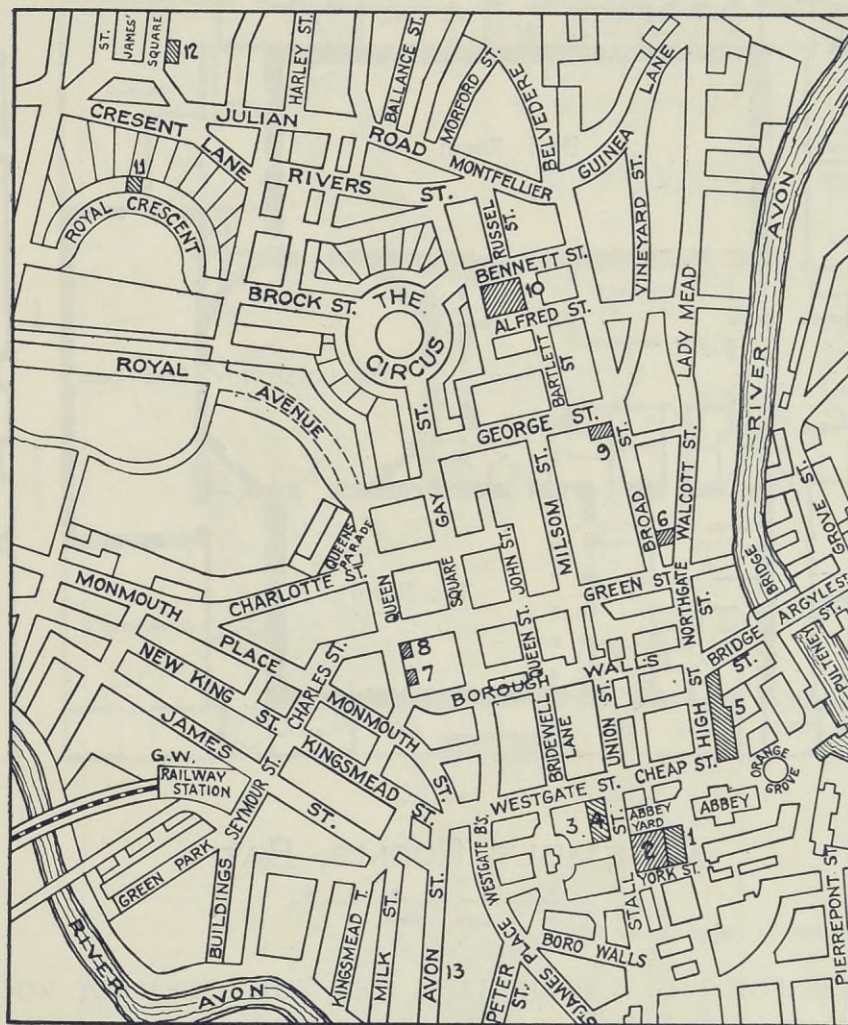 ST.
JAMES'
SQUARE
12
HARLEY ST.
BALLANCE ST.
MORFORD ST.
BELVEDERE
GUINEA LANE
CRESENT LANE
JULIAN ROAD
MONTFELLIER
11
ROYAL CRESCENT
RIVERS ST.
RUSSEL ST.
VINEYARD ST.
LADY MEAD
RIVER AVON
BENNETT ST.
10
BROCK ST.
THE CIRCUS
ALFRED ST.
BARTLETT ST
ROYAL AVENUE
GEORGE ST.
9
GAY ST.
MILSOM ST.
BROAD ST.
6
WALCOTT ST.
GROVE ST.
QUEENS PARADE
CHARLOTTE ST.
QUEEN SQUARE
JOHN ST.
GREEN ST.
NORTHGATE ST.
BRIDGE
ARGYLE ST.
MONMOUTH PLACE
CHARLES ST.
8
7
QUEEN ST.
BOROUGH WALLS
BRIDGE ST.
PULTENEY ST.
NEW KING ST.
MONMOUTH ST.
BRIDEWELL LANE
UNION ST.
HIGH ST
5
JAMES ST.
KINGSMEAD ST.
G.W.
RAILWAY
STATION
SEYMOUR ST.
WESTGATE ST.
CHEAP ST.
ORANGE
GROVE
ABBEY
ABBEY
YARD
3.
4
2
1
YORK ST.
STALL ST.
WESTGATE B'S.
GREEN PARK
BUILDINGS
KINGSMEAD T.
MILK ST.
AVON ST.
13
PETER ST.
ST. JAMES PLACE
BORO WALLS
PIERREPONT ST.
RIVER AVON